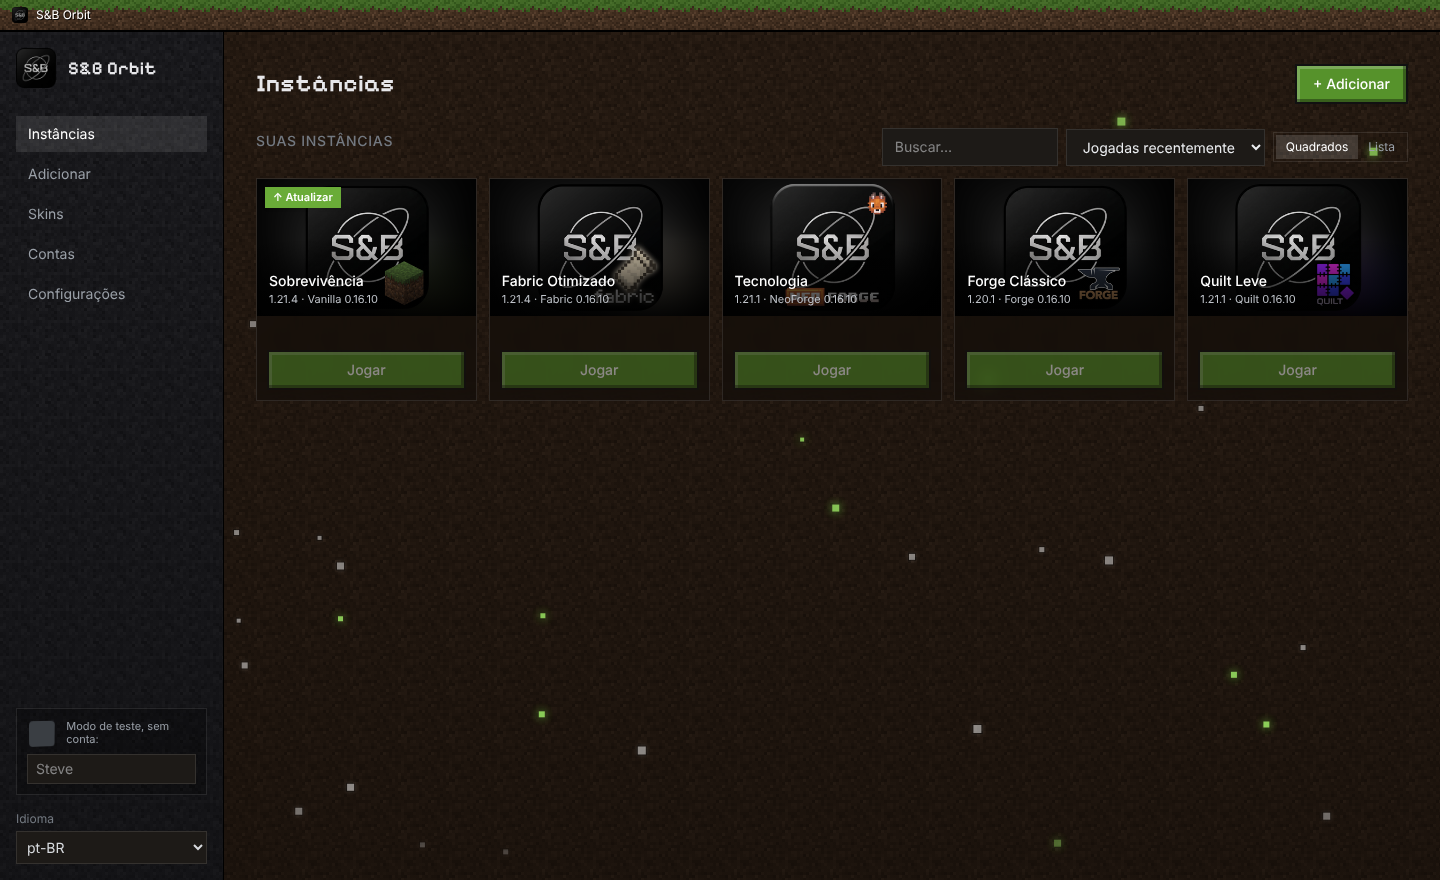 S&B Orbit
S&B Orbit
Instâncias
Adicionar
Skins
Contas
Configurações
Modo de teste, sem
conta:
Steve
Idioma
pt-BR
Instâncias
+ Adicionar
SUAS INSTÂNCIAS
Buscar...
Jogadas recentemente
Quadrados
Lista
↑ Atualizar
S&B
Sobrevivência
1.21.4 · Vanilla 0.16.10
Jogar
S&B
Fabric Otimizado
1.21.4 · Fabric 0.16.10
fabric
Jogar
S&B
Tecnologia
1.21.1 · NeoForge 0.16.10
NEOFORGE
Jogar
S&B
Forge Clássico
1.20.1 · Forge 0.16.10
FORGE
Jogar
S&B
Quilt Leve
1.21.1 · Quilt 0.16.10
QUILT
Jogar